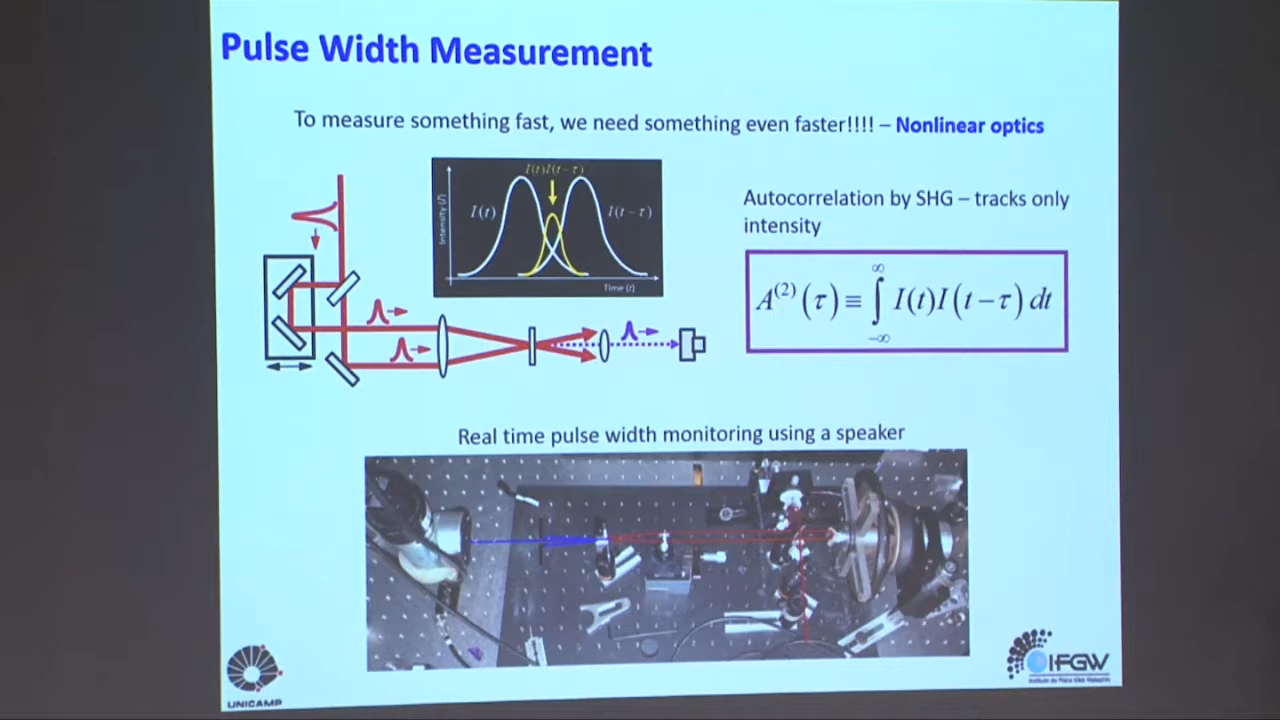 Pulse Width Measurement
To measure something fast, we need something even faster!!!! – Nonlinear optics
I(t)I(t − τ)
I(t)
I(t − τ)
Intensity (J)
Time (t)
Autocorrelation by SHG – tracks only
intensity
A⁽²⁾(τ) ≡ ∫_{−∞}^{∞} I(t)I(t − τ) dt
Real time pulse width monitoring using a speaker
UNICAMP
IFGW